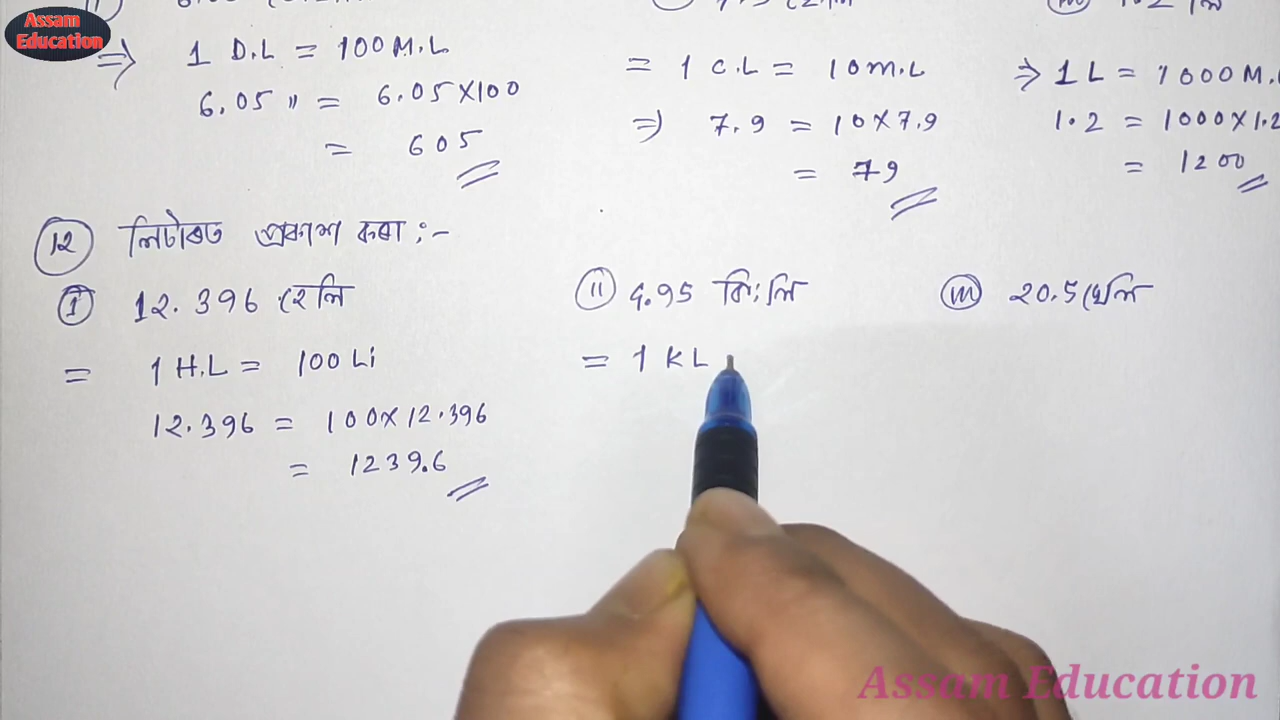 Assam
Education
⇒ 1 D.L = 100 M.L
6.05 〃 = 6.05×100
= 605
= 1 C.L = 10 m.L
⇒ 7.9 = 10×7.9
= 79
⇒ 1 L = 1000 M.
1.2 = 1000×1.2
= 1200
12 লিটাৰত প্ৰকাশ কৰা :-
I 12.396 হেলি
= 1 H.L = 100 Li
12.396 = 100×12.396
= 1239.6
II 9.95 কি:লি
= 1 KL
III 20.5
Assam Education